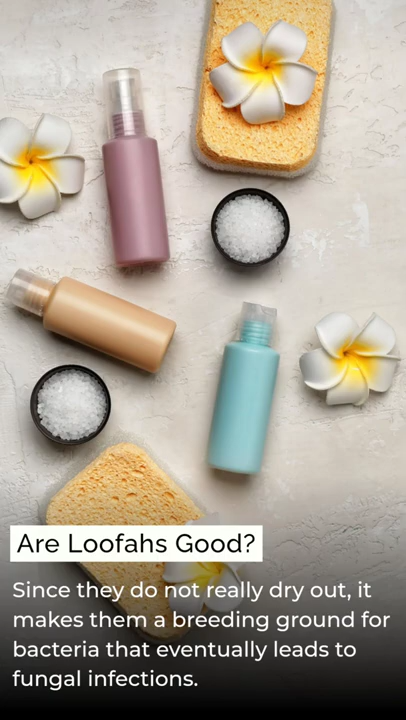 Are Loofahs Good?
Since they do not really dry out, it
makes them a breeding ground for
bacteria that eventually leads to
fungal infections.